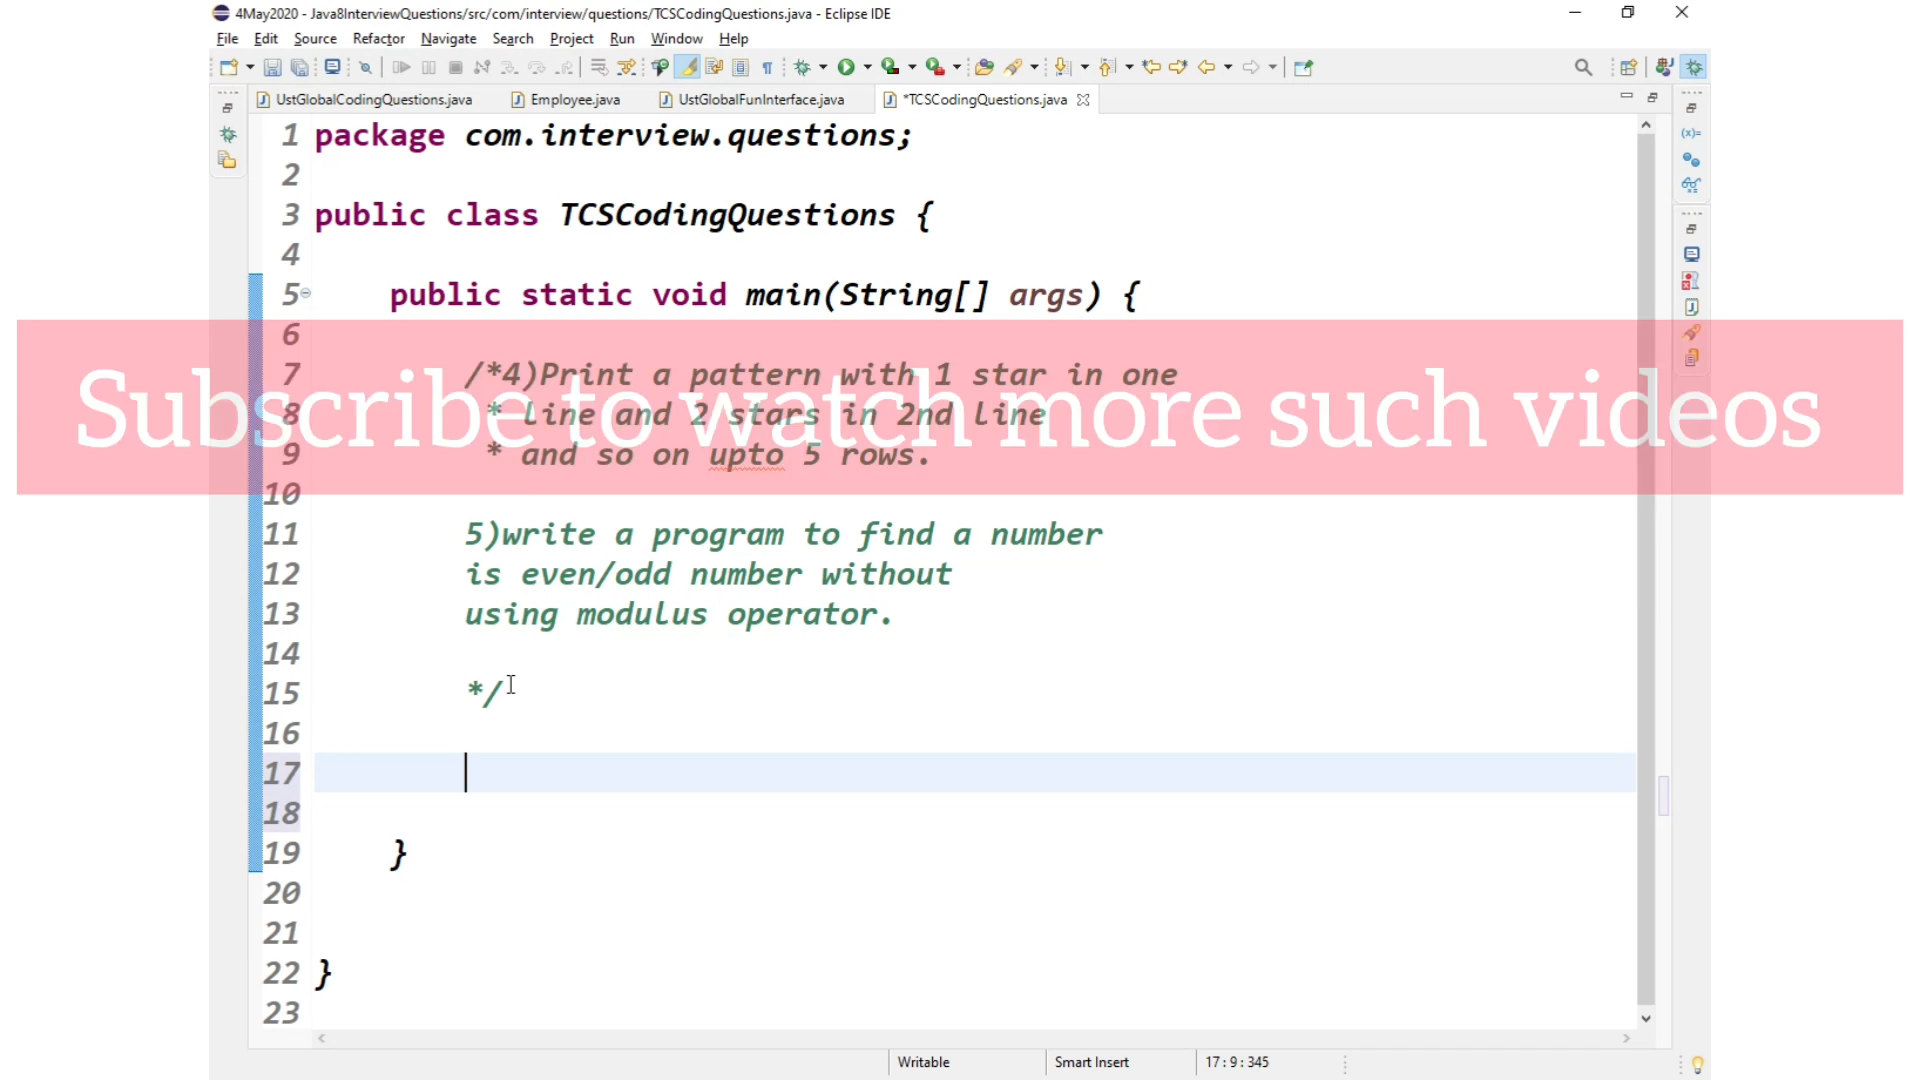 4May2020 - Java8InterviewQuestions/src/com/interview/questions/TCSCodingQuestions.java - Eclipse IDE
File Edit Source Refactor Navigate Search Project Run Window Help
UstGlobalCodingQuestions.java Employee.java UstGlobalFunInterface.java *TCSCodingQuestions.java
1 package com.interview.questions;
2
3 public class TCSCodingQuestions {
4
5 public static void main(String[] args) {
6
7 /*4)Print a pattern with 1 star in one
Subscribe to watch more such videos
8 * line and 2 stars in 2nd line
9 * and so on upto 5 rows.
10
11 5)write a program to find a number
12 is even/odd number without
13 using modulus operator.
14
15 */
16
17
18
19 }
20
21
22 }
23
Writable Smart Insert 17 : 9 : 345